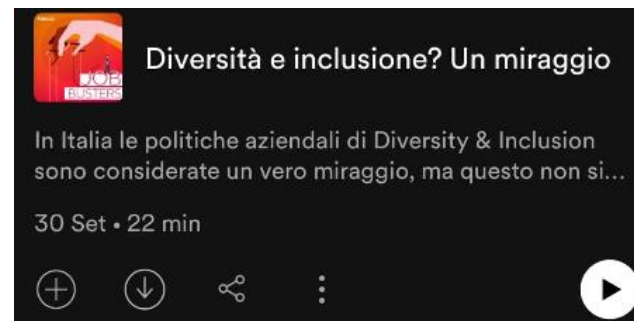 Diversità e inclusione? Un miraggio
JOB
BUSTERS
In Italia le politiche aziendali di Diversity & Inclusion
sono considerate un vero miraggio, ma questo non si...
30 Set • 22 min